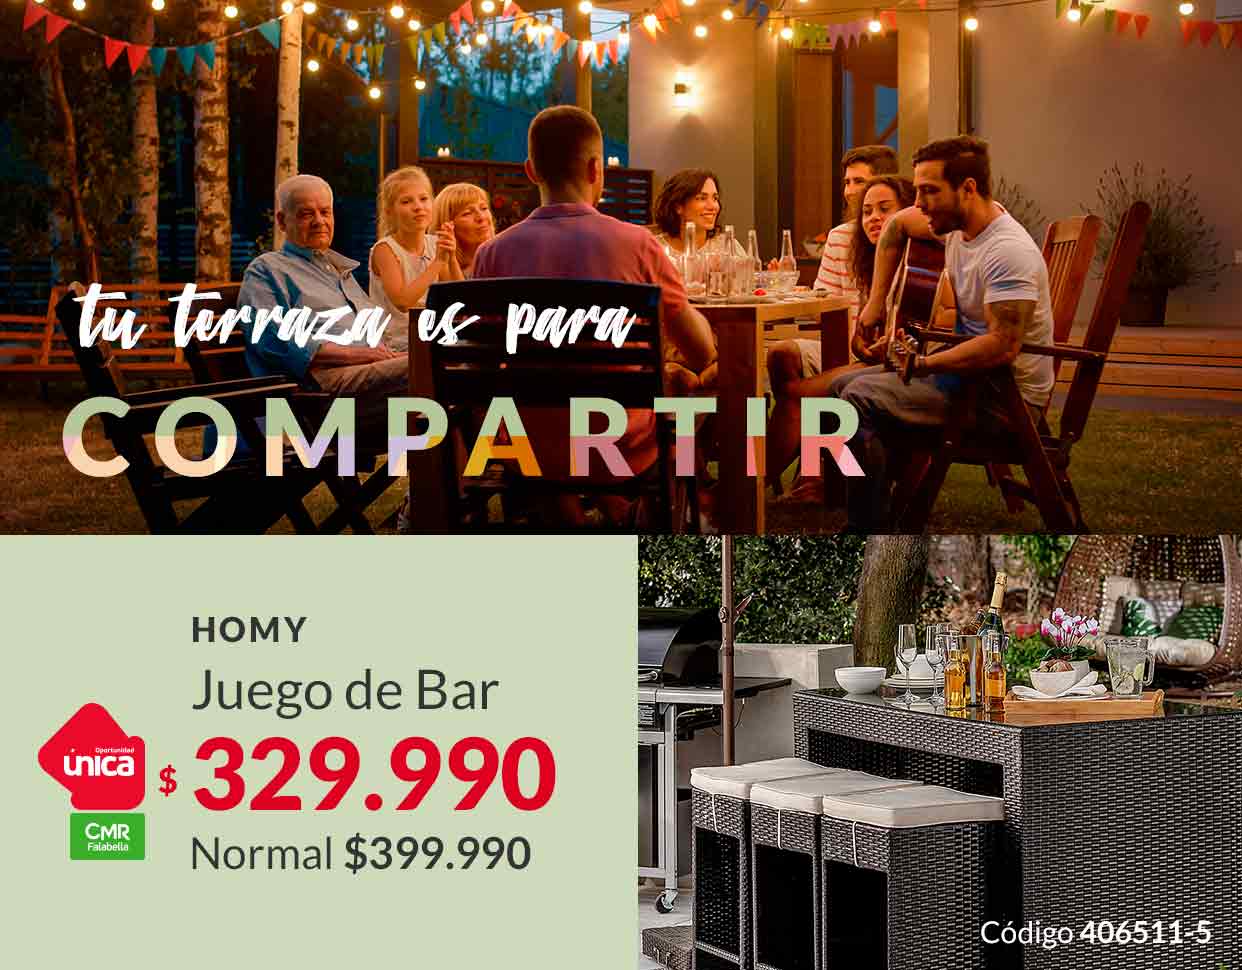 tu terraza es para
COMPARTIR
HOMY
Juego de Bar
Oportunidad
única
$ 329.990
CMR
Falabella
Normal $399.990
Código 406511-5